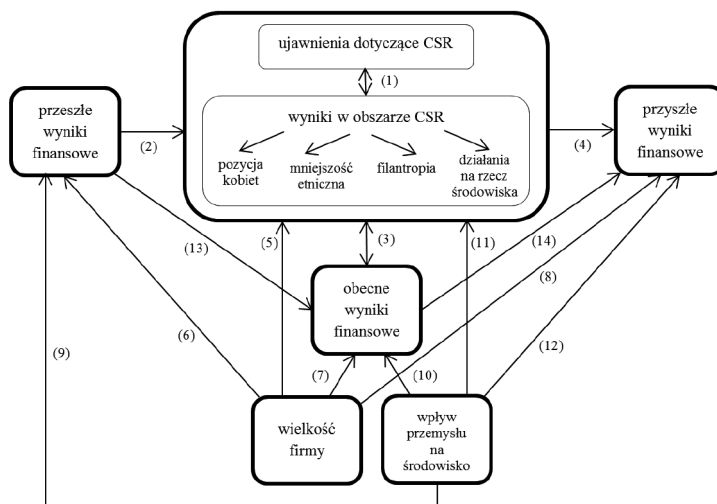 ujawnienia dotyczące CSR
(1)
wyniki w obszarze CSR
pozycja
kobiet
mniejszość
etniczna
filantropia
działania
na rzecz
środowiska
przeszłe
wyniki
finansowe
(2)
(4)
przyszłe
wyniki
finansowe
(13)
(5)
(3)
(11)
(14)
(8)
obecne
wyniki
finansowe
(6)
(9)
(7)
(10)
(12)
wielkość
firmy
wpływ
przemysłu
na
środowisko